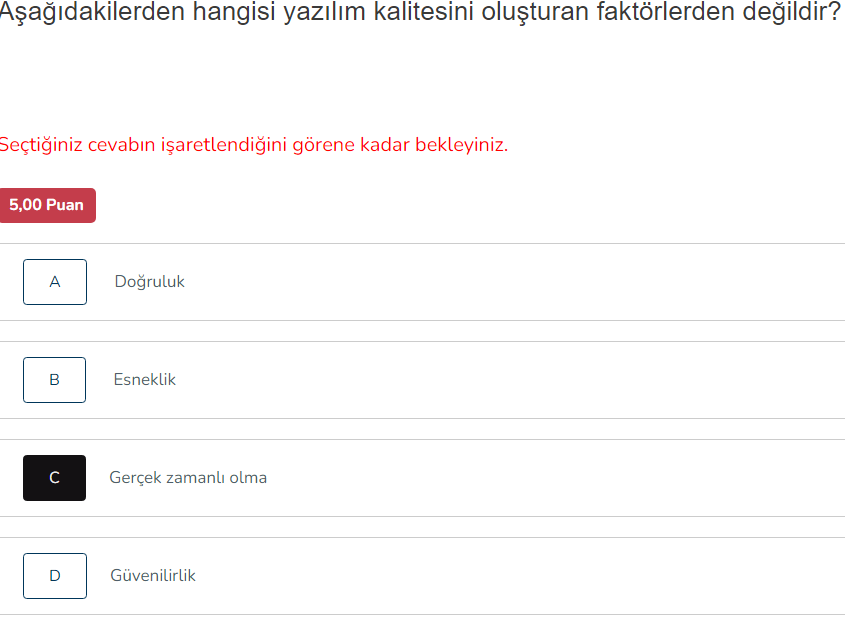 Aşağıdakilerden hangisi yazılım kalitesini oluşturan faktörlerden değildir?
Seçtiğiniz cevabın işaretlendiğini görene kadar bekleyiniz.
5,00 Puan
A Doğruluk
B Esneklik
C Gerçek zamanlı olma
D Güvenilirlik